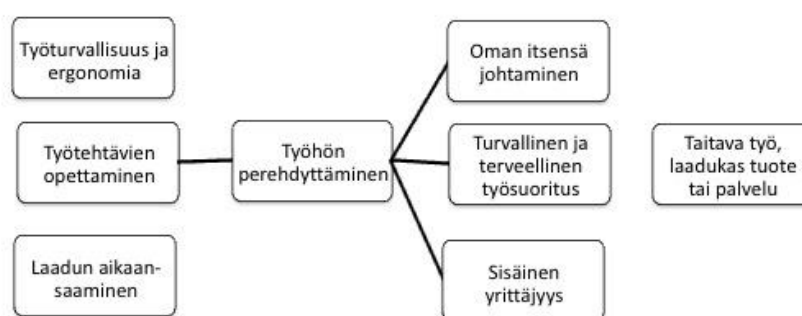 Työturvallisuus ja
ergonomia
Työtehtävien
opettaminen
Laadun aikaan-
saaminen
Työhön
perehdyttäminen
Oman itsensä
johtaminen
Turvallinen ja
terveellinen
työsuoritus
Sisäinen
yrittäjyys
Taitava työ,
laadukas tuote
tai palvelu